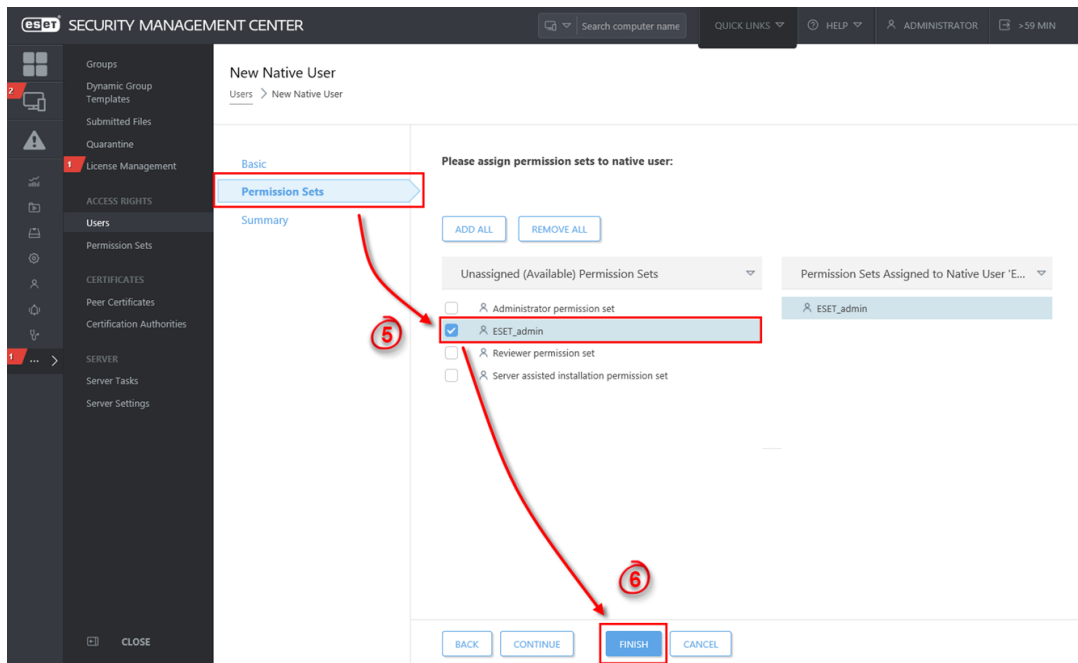 eset SECURITY MANAGEMENT CENTER
Search computer name
QUICK LINKS
HELP
ADMINISTRATOR
>59 MIN
2
1
1
...
Groups
Dynamic Group
Templates
Submitted Files
Quarantine
License Management
ACCESS RIGHTS
Users
Permission Sets
CERTIFICATES
Peer Certificates
Certification Authorities
SERVER
Server Tasks
Server Settings
CLOSE
New Native User
Users > New Native User
Basic
Permission Sets
Summary
Please assign permission sets to native user:
ADD ALL
REMOVE ALL
Unassigned (Available) Permission Sets
Administrator permission set
ESET_admin
Reviewer permission set
Server assisted installation permission set
Permission Sets Assigned to Native User 'E...
ESET_admin
5
6
BACK
CONTINUE
FINISH
CANCEL